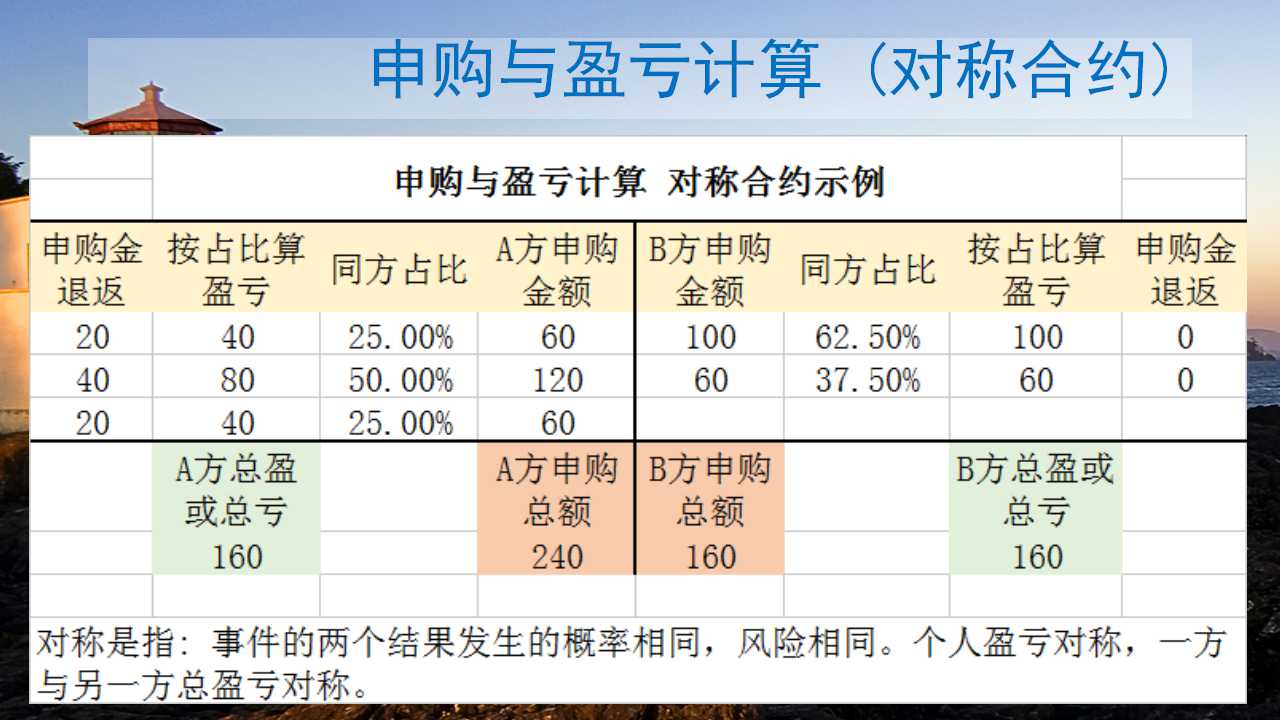 申购与盈亏计算 (对称合约)
申购与盈亏计算 对称合约示例
申购金退返 按占比算盈亏 同方占比 A方申购金额 B方申购金额 同方占比 按占比算盈亏 申购金退返
20 40 25.00% 60 100 62.50% 100 0
40 80 50.00% 120 60 37.50% 60 0
20 40 25.00% 60
A方总盈或总亏 A方申购总额 B方申购总额 B方总盈或总亏
160 240 160 160
对称是指: 事件的两个结果发生的概率相同，风险相同。个人盈亏对称，一方
与另一方总盈亏对称。